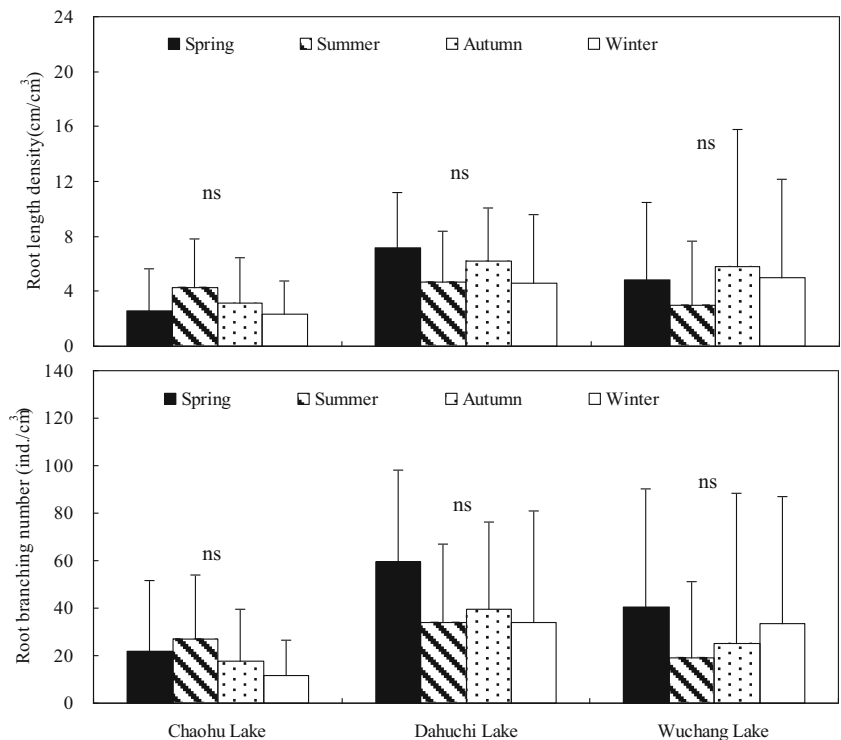 24
20
16
12
8
4
0
Root length density(cm/cm³)
Spring Summer Autumn Winter
ns ns ns
140
120
100
80
60
40
20
0
Root branching number (ind./cm³)
Spring Summer Autumn Winter
ns ns ns
Chaohu Lake Dahuchi Lake Wuchang Lake